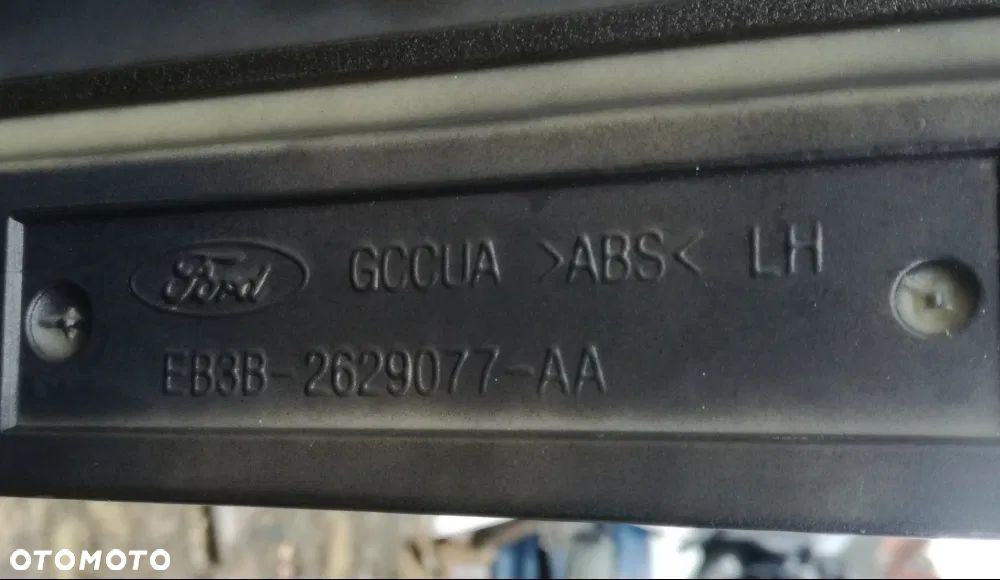 Ford GCCUA >ABS< LH
EB3B-2629077-AA
OTOMOTO